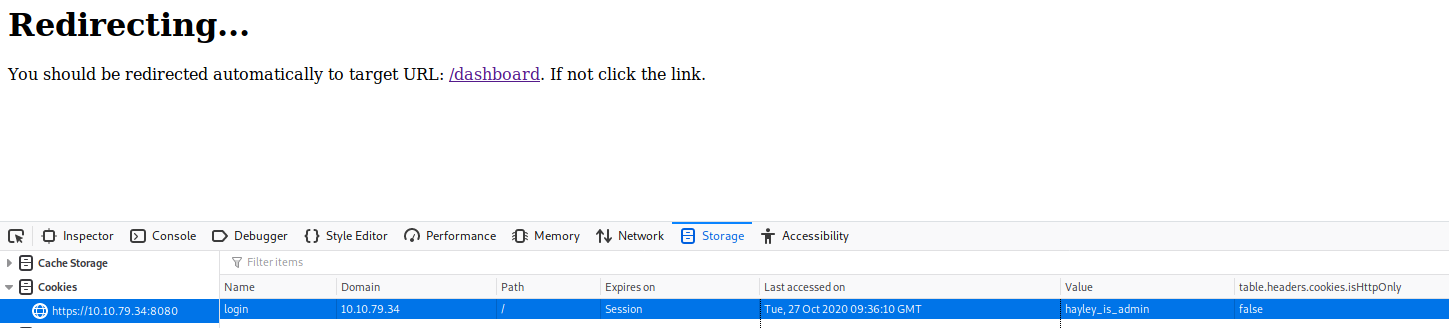 Redirecting...
You should be redirected automatically to target URL: /dashboard. If not click the link.
Inspector Console Debugger Style Editor Performance Memory Network Storage Accessibility
Cache Storage
Filter items
Cookies
Name Domain Path Expires on Last accessed on Value table.headers.cookies.isHttpOnly
https://10.10.79.34:8080
login 10.10.79.34 / Session Tue, 27 Oct 2020 09:36:10 GMT hayley_is_admin false